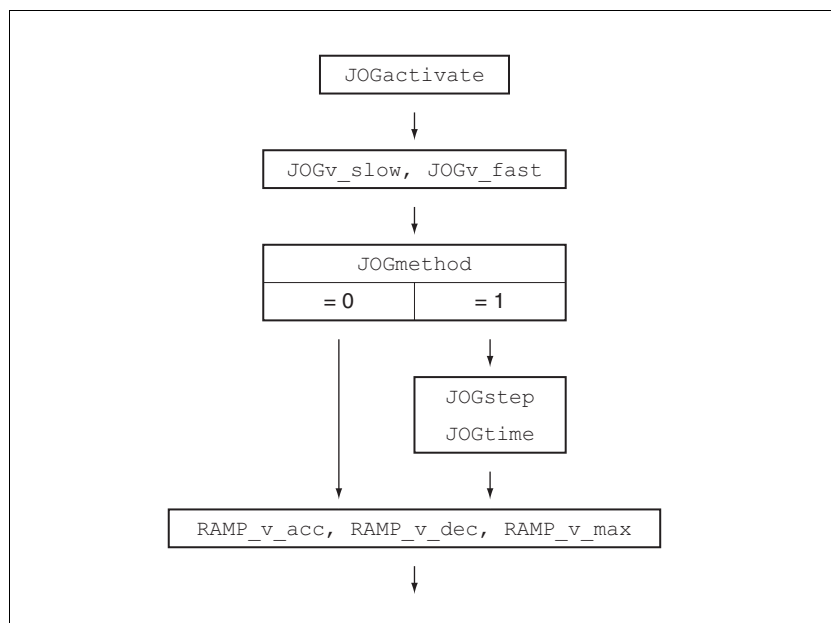 JOGactivate
JOGv_slow, JOGv_fast
JOGmethod
= 0 = 1
JOGstep
JOGtime
RAMP_v_acc, RAMP_v_dec, RAMP_v_max